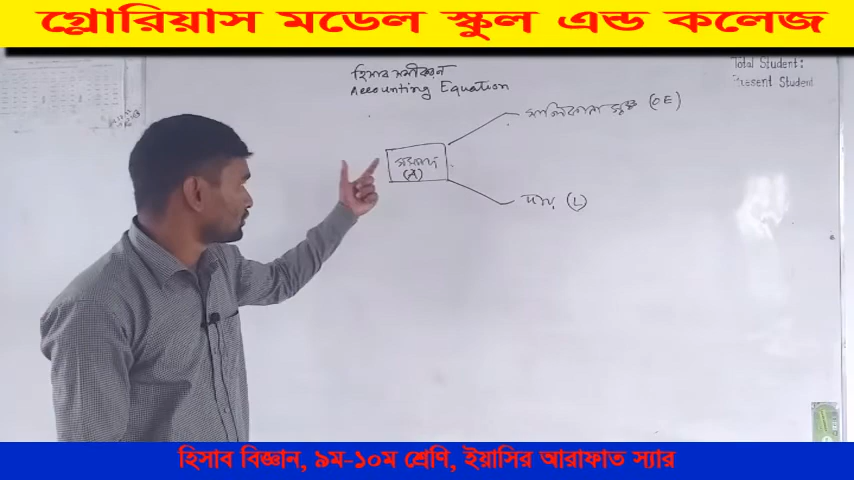 গ্লোরিয়াস মডেল স্কুল এন্ড কলেজ
হিসাব সমীকরণ
Accounting Equation
Total Student:
Present Student
মালিকানা স্বত্ব (OE)
সম্পদ
(A)
দায় (L)
হিসাব বিজ্ঞান, ৯ম-১০ম শ্রেণি, ইয়াসির আরাফাত স্যার